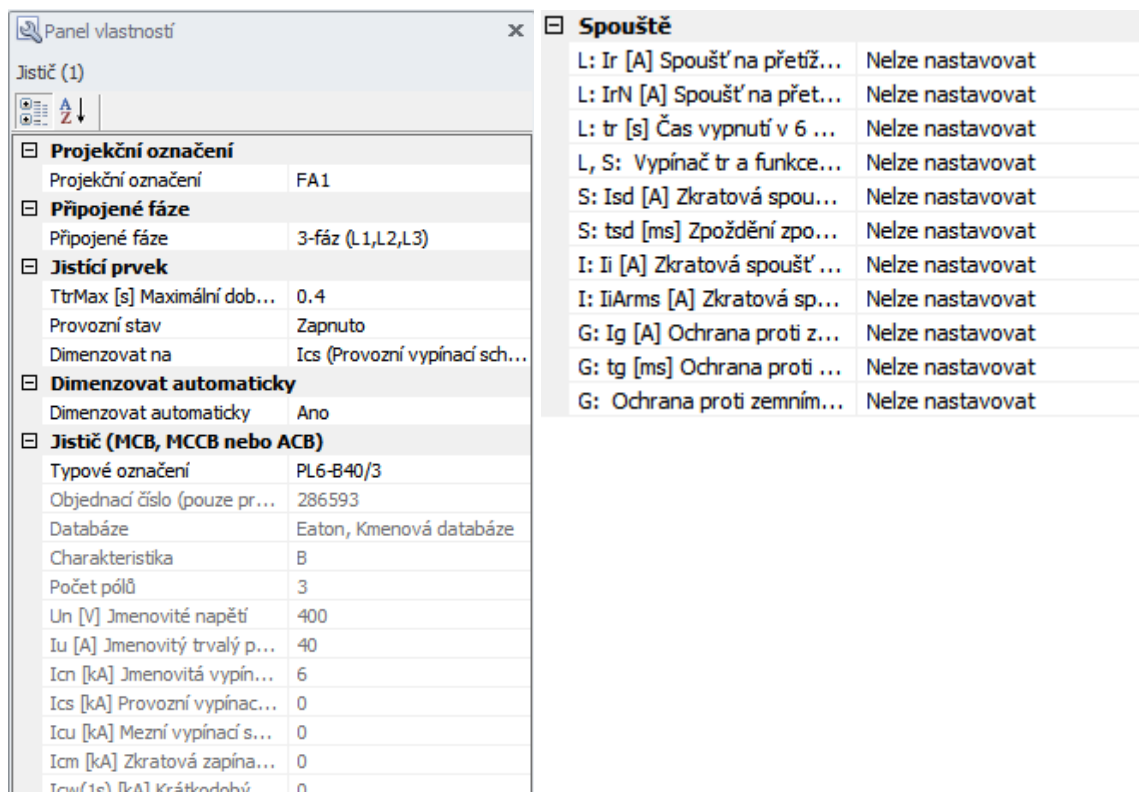 Panel vlastností
Jistič (1)
Projekční označení
Projekční označení FA1
Připojené fáze
Připojené fáze 3-fáz (L1,L2,L3)
Jistící prvek
TtrMax [s] Maximální dob... 0.4
Provozní stav Zapnuto
Dimenzovat na Ics (Provozní vypínací sch...
Dimenzovat automaticky
Dimenzovat automaticky Ano
Jistič (MCB, MCCB nebo ACB)
Typové označení PL6-B40/3
Objednací číslo (pouze pr... 286593
Databáze Eaton, Kmenová databáze
Charakteristika B
Počet pólů 3
Un [V] Jmenovité napětí 400
Iu [A] Jmenovitý trvalý p... 40
Icn [kA] Jmenovitá vypín... 6
Ics [kA] Provozní vypínac... 0
Icu [kA] Mezní vypínací s... 0
Icm [kA] Zkratová zapína... 0
Icw(1s) [kA] Krátkodobý 0
Spouště
L: Ir [A] Spoušť na přetíž... Nelze nastavovat
L: IrN [A] Spoušť na přet... Nelze nastavovat
L: tr [s] Čas vypnutí v 6 ... Nelze nastavovat
L, S: Vypínač tr a funkce... Nelze nastavovat
S: Isd [A] Zkratová spou... Nelze nastavovat
S: tsd [ms] Zpoždění zpo... Nelze nastavovat
I: Ii [A] Zkratová spoušť ... Nelze nastavovat
I: IiArms [A] Zkratová sp... Nelze nastavovat
G: Ig [A] Ochrana proti z... Nelze nastavovat
G: tg [ms] Ochrana proti ... Nelze nastavovat
G: Ochrana proti zemním... Nelze nastavovat